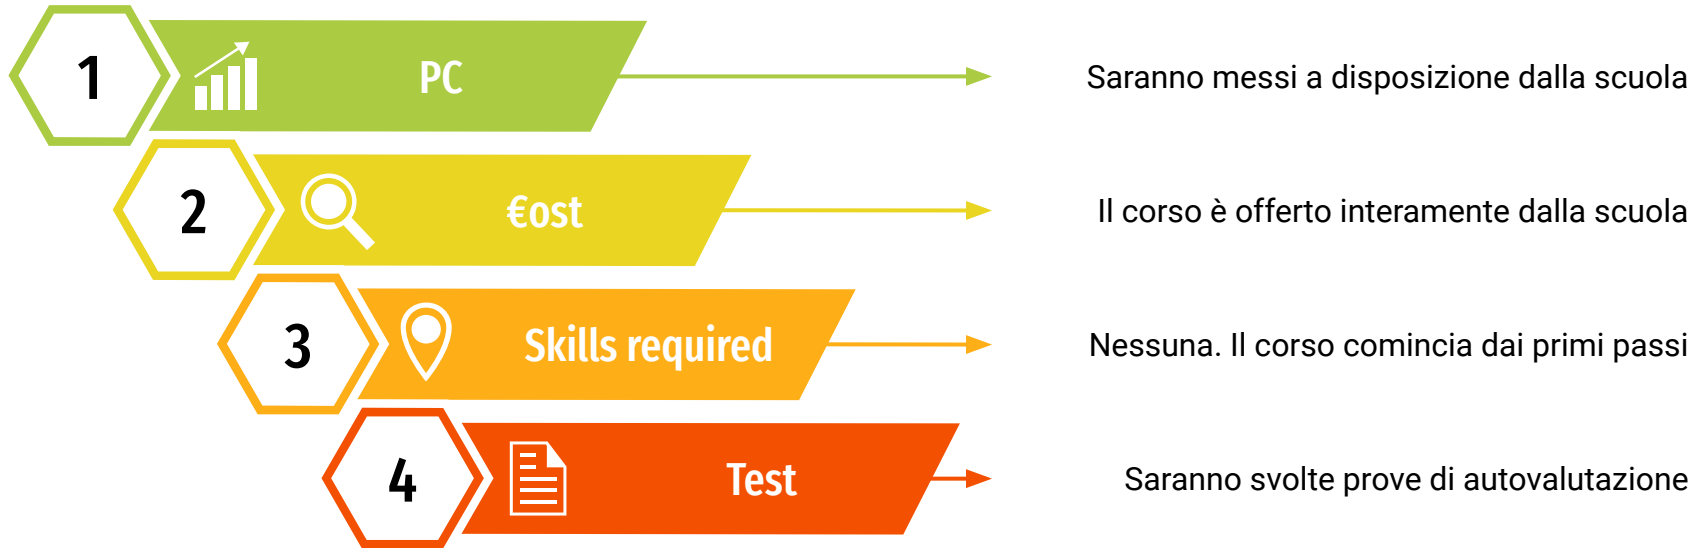 1
PC
Saranno messi a disposizione dalla scuola
2
€ost
Il corso è offerto interamente dalla scuola
3
Skills required
Nessuna. Il corso comincia dai primi passi
4
Test
Saranno svolte prove di autovalutazione